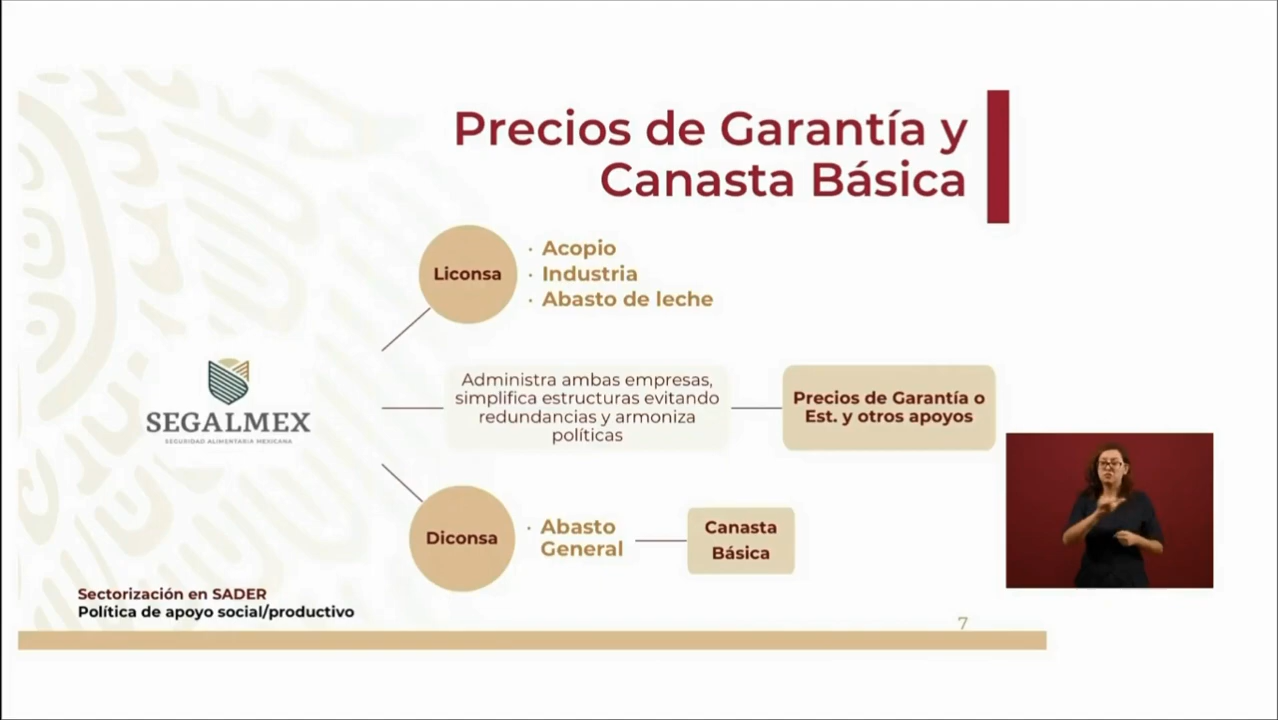 Precios de Garantía y
Canasta Básica
Liconsa
· Acopio
· Industria
· Abasto de leche
SEGALMEX
SEGURIDAD ALIMENTARIA MEXICANA
Administra ambas empresas,
simplifica estructuras evitando
redundancias y armoniza
políticas
Precios de Garantía o
Est. y otros apoyos
Diconsa
· Abasto
General
Canasta
Básica
Sectorización en SADER
Política de apoyo social/productivo
7